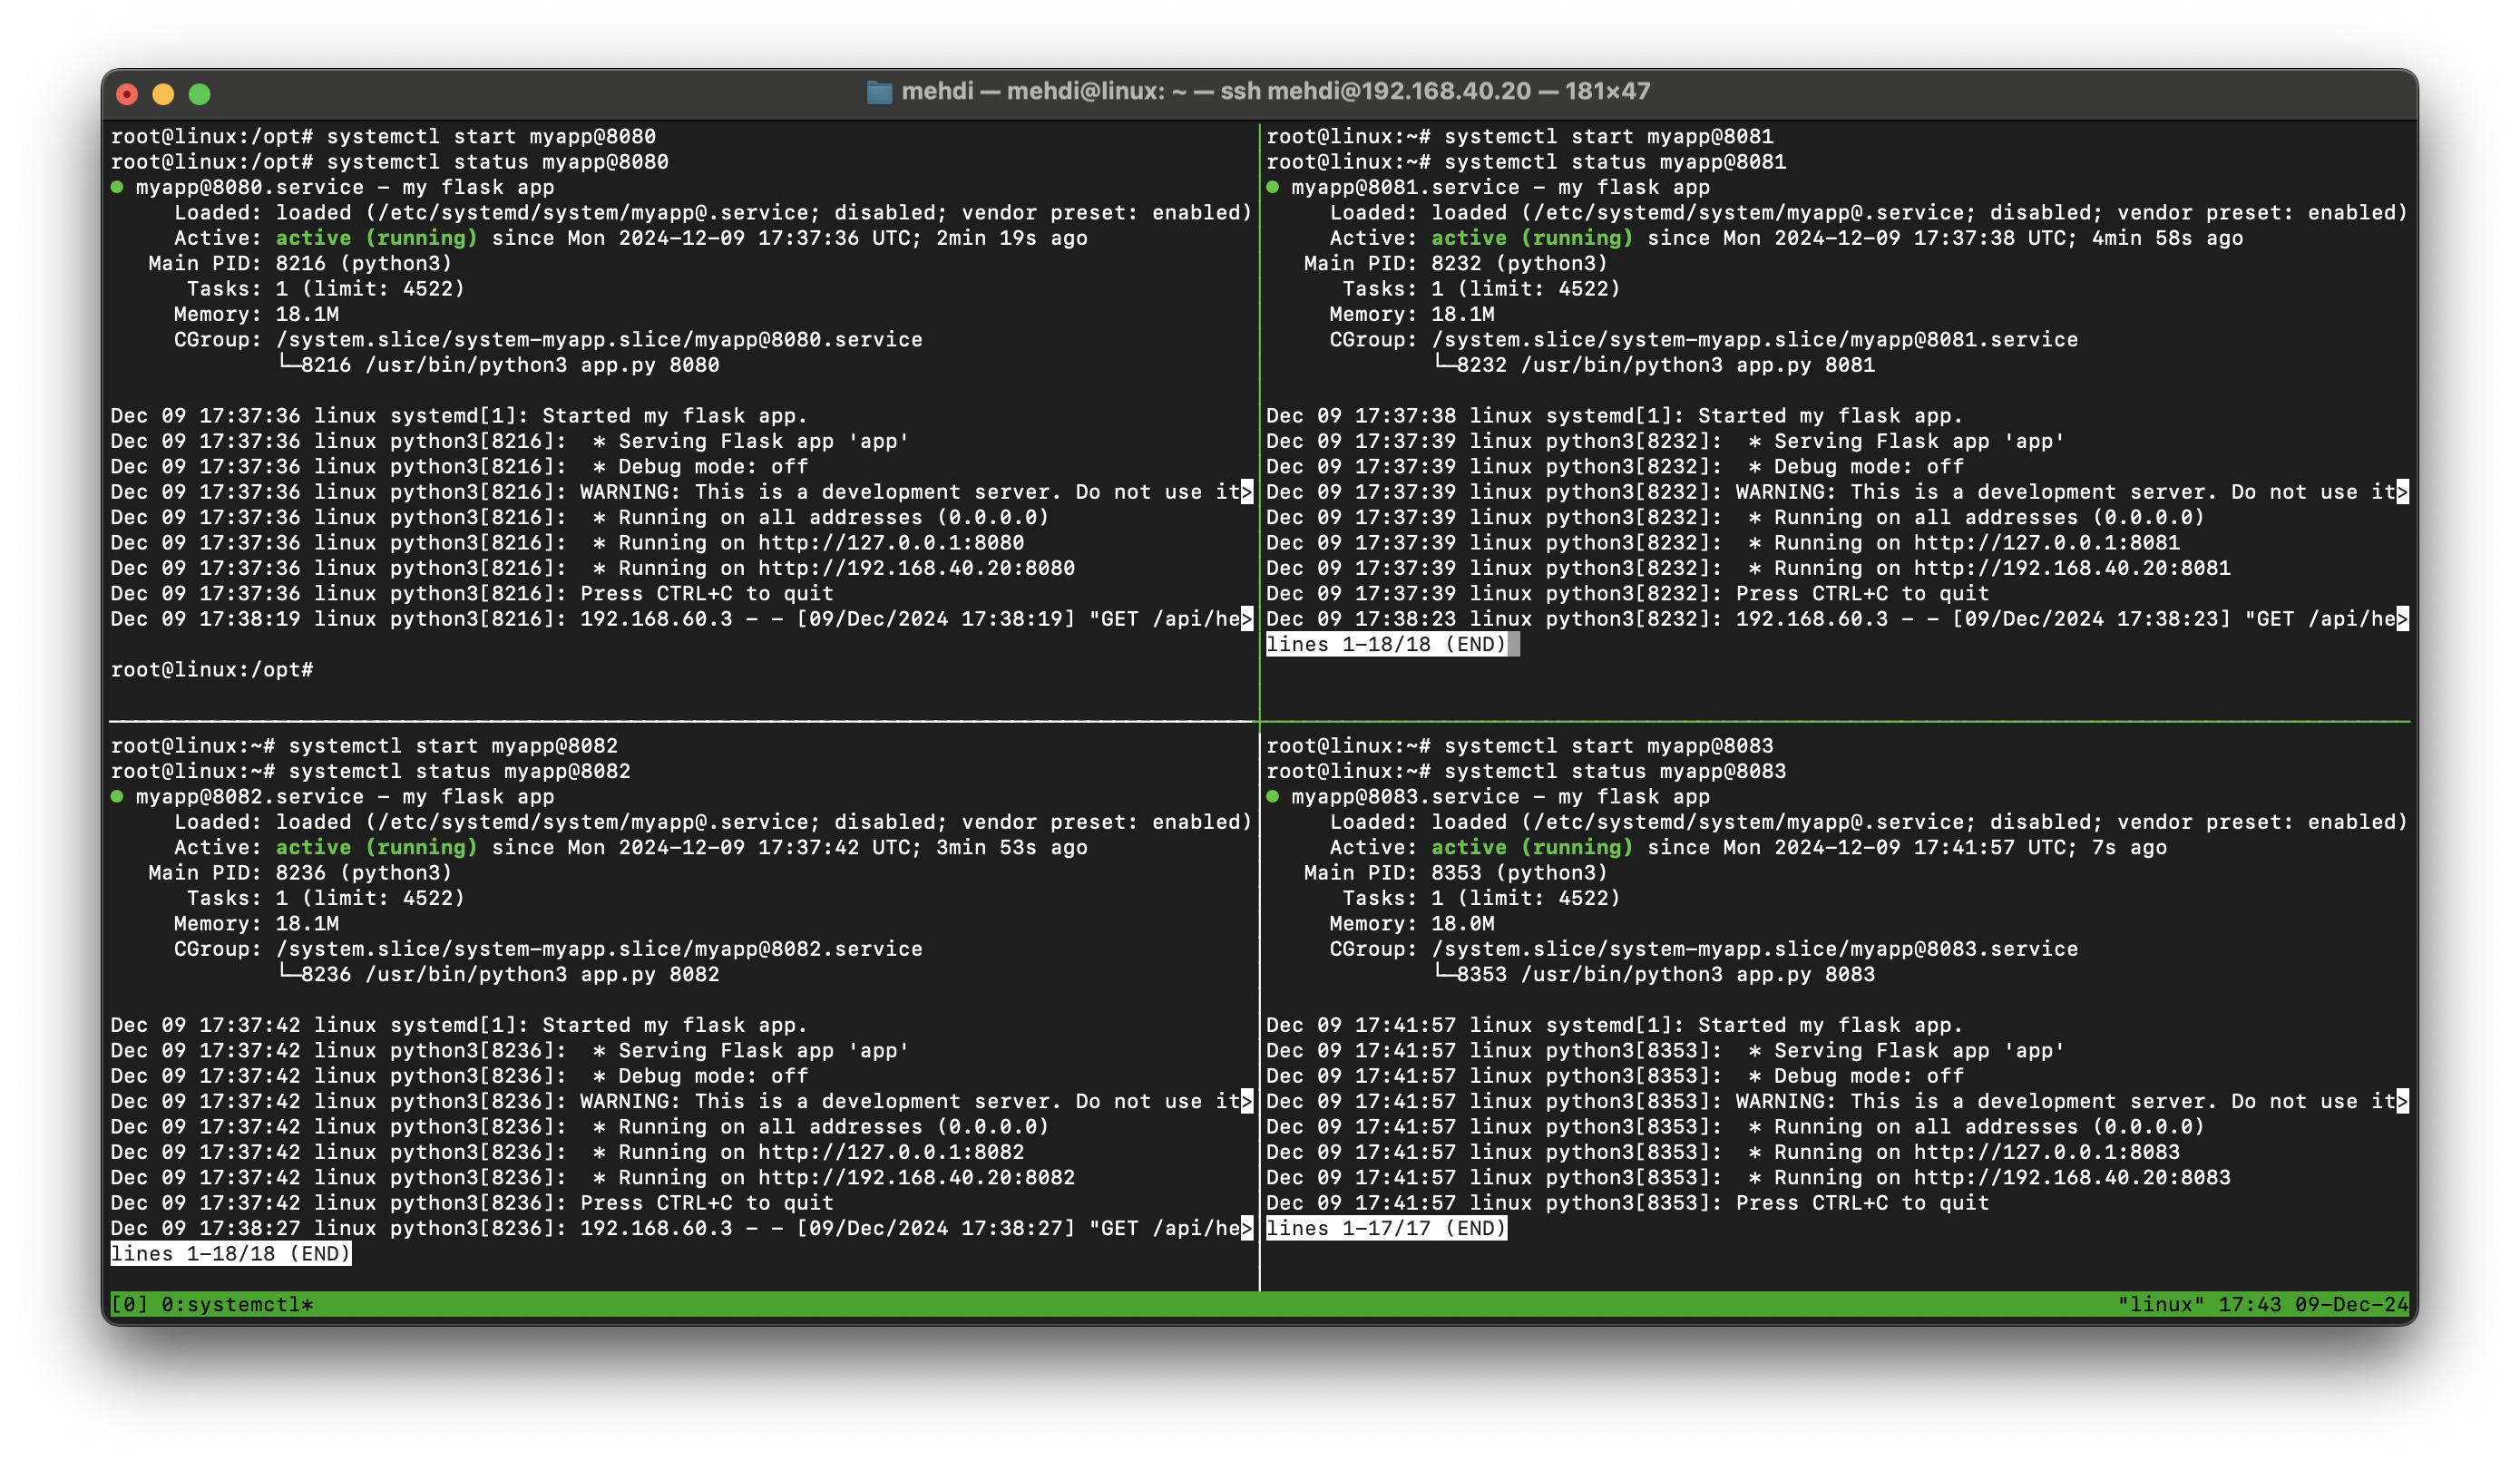 mehdi — mehdi@linux: ~ — ssh mehdi@192.168.40.20 — 181×47
root@linux:/opt# systemctl start myapp@8080
root@linux:/opt# systemctl status myapp@8080
● myapp@8080.service – my flask app
Loaded: loaded (/etc/systemd/system/myapp@.service; disabled; vendor preset: enabled)
Active: active (running) since Mon 2024-12-09 17:37:36 UTC; 2min 19s ago
Main PID: 8216 (python3)
Tasks: 1 (limit: 4522)
Memory: 18.1M
CGroup: /system.slice/system-myapp.slice/myapp@8080.service
└─8216 /usr/bin/python3 app.py 8080
Dec 09 17:37:36 linux systemd[1]: Started my flask app.
Dec 09 17:37:36 linux python3[8216]:  * Serving Flask app 'app'
Dec 09 17:37:36 linux python3[8216]:  * Debug mode: off
Dec 09 17:37:36 linux python3[8216]: WARNING: This is a development server. Do not use it>
Dec 09 17:37:36 linux python3[8216]:  * Running on all addresses (0.0.0.0)
Dec 09 17:37:36 linux python3[8216]:  * Running on http://127.0.0.1:8080
Dec 09 17:37:36 linux python3[8216]:  * Running on http://192.168.40.20:8080
Dec 09 17:37:36 linux python3[8216]: Press CTRL+C to quit
Dec 09 17:38:19 linux python3[8216]: 192.168.60.3 - - [09/Dec/2024 17:38:19] "GET /api/he>
root@linux:/opt#
root@linux:~# systemctl start myapp@8081
root@linux:~# systemctl status myapp@8081
● myapp@8081.service – my flask app
Loaded: loaded (/etc/systemd/system/myapp@.service; disabled; vendor preset: enabled)
Active: active (running) since Mon 2024-12-09 17:37:38 UTC; 4min 58s ago
Main PID: 8232 (python3)
Tasks: 1 (limit: 4522)
Memory: 18.1M
CGroup: /system.slice/system-myapp.slice/myapp@8081.service
└─8232 /usr/bin/python3 app.py 8081
Dec 09 17:37:38 linux systemd[1]: Started my flask app.
Dec 09 17:37:39 linux python3[8232]:  * Serving Flask app 'app'
Dec 09 17:37:39 linux python3[8232]:  * Debug mode: off
Dec 09 17:37:39 linux python3[8232]: WARNING: This is a development server. Do not use it>
Dec 09 17:37:39 linux python3[8232]:  * Running on all addresses (0.0.0.0)
Dec 09 17:37:39 linux python3[8232]:  * Running on http://127.0.0.1:8081
Dec 09 17:37:39 linux python3[8232]:  * Running on http://192.168.40.20:8081
Dec 09 17:37:39 linux python3[8232]: Press CTRL+C to quit
Dec 09 17:38:23 linux python3[8232]: 192.168.60.3 - - [09/Dec/2024 17:38:23] "GET /api/he>
lines 1-18/18 (END)
root@linux:~# systemctl start myapp@8082
root@linux:~# systemctl status myapp@8082
● myapp@8082.service – my flask app
Loaded: loaded (/etc/systemd/system/myapp@.service; disabled; vendor preset: enabled)
Active: active (running) since Mon 2024-12-09 17:37:42 UTC; 3min 53s ago
Main PID: 8236 (python3)
Tasks: 1 (limit: 4522)
Memory: 18.1M
CGroup: /system.slice/system-myapp.slice/myapp@8082.service
└─8236 /usr/bin/python3 app.py 8082
Dec 09 17:37:42 linux systemd[1]: Started my flask app.
Dec 09 17:37:42 linux python3[8236]:  * Serving Flask app 'app'
Dec 09 17:37:42 linux python3[8236]:  * Debug mode: off
Dec 09 17:37:42 linux python3[8236]: WARNING: This is a development server. Do not use it>
Dec 09 17:37:42 linux python3[8236]:  * Running on all addresses (0.0.0.0)
Dec 09 17:37:42 linux python3[8236]:  * Running on http://127.0.0.1:8082
Dec 09 17:37:42 linux python3[8236]:  * Running on http://192.168.40.20:8082
Dec 09 17:37:42 linux python3[8236]: Press CTRL+C to quit
Dec 09 17:38:27 linux python3[8236]: 192.168.60.3 - - [09/Dec/2024 17:38:27] "GET /api/he>
lines 1-18/18 (END)
root@linux:~# systemctl start myapp@8083
root@linux:~# systemctl status myapp@8083
● myapp@8083.service – my flask app
Loaded: loaded (/etc/systemd/system/myapp@.service; disabled; vendor preset: enabled)
Active: active (running) since Mon 2024-12-09 17:41:57 UTC; 7s ago
Main PID: 8353 (python3)
Tasks: 1 (limit: 4522)
Memory: 18.0M
CGroup: /system.slice/system-myapp.slice/myapp@8083.service
└─8353 /usr/bin/python3 app.py 8083
Dec 09 17:41:57 linux systemd[1]: Started my flask app.
Dec 09 17:41:57 linux python3[8353]:  * Serving Flask app 'app'
Dec 09 17:41:57 linux python3[8353]:  * Debug mode: off
Dec 09 17:41:57 linux python3[8353]: WARNING: This is a development server. Do not use it>
Dec 09 17:41:57 linux python3[8353]:  * Running on all addresses (0.0.0.0)
Dec 09 17:41:57 linux python3[8353]:  * Running on http://127.0.0.1:8083
Dec 09 17:41:57 linux python3[8353]:  * Running on http://192.168.40.20:8083
Dec 09 17:41:57 linux python3[8353]: Press CTRL+C to quit
lines 1-17/17 (END)
[0] 0:systemctl*
"linux" 17:43 09-Dec-24